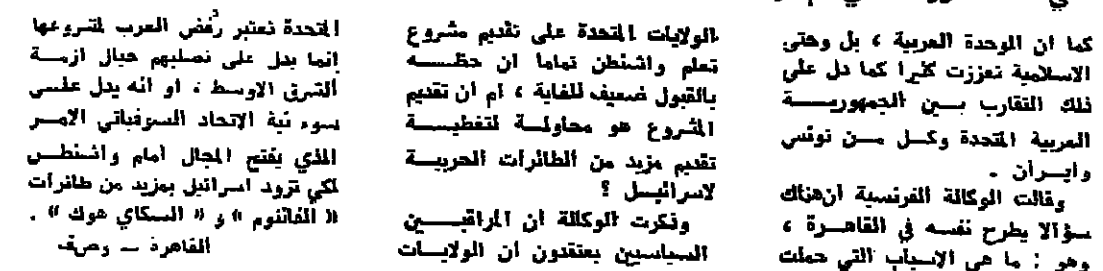 كما ان الوحدة العربية ، بل وحتى
الاسلامية تعززت كثيرا كما دل على
ذلك التقارب بين الجمهورية
العربية المتحدة وكل من تونس
وايران .
وقالت الوكالة الفرنسية ان هناك
سؤالا يطرح نفسه في القاهرة ،
وهو : ما هي الاسباب التي حملت
الولايات المتحدة على تقديم مشروع
تعلم واشنطن تماما ان حظه
بالقبول ضعيف للغاية ، ام ان تقديم
المشروع هو محاولة لتغطية
تقديم مزيد من الطائرات الحربية
لاسرائيل ؟
وذكرت الوكالة ان المراقبين
السياسيين يعتقدون ان الولايات
المتحدة تعتبر رفض العرب لمشروعها
انما يدل على تصلبهم حيال ازمة
الشرق الاوسط ، او انه يدل على
سوء نية الاتحاد السوفياتي الامر
الذي يفتح المجال أمام واشنطن
لكي تزود اسرائيل بمزيد من طائرات
« الفانتوم » و « السكاي هوك » .
القاهرة — وصف